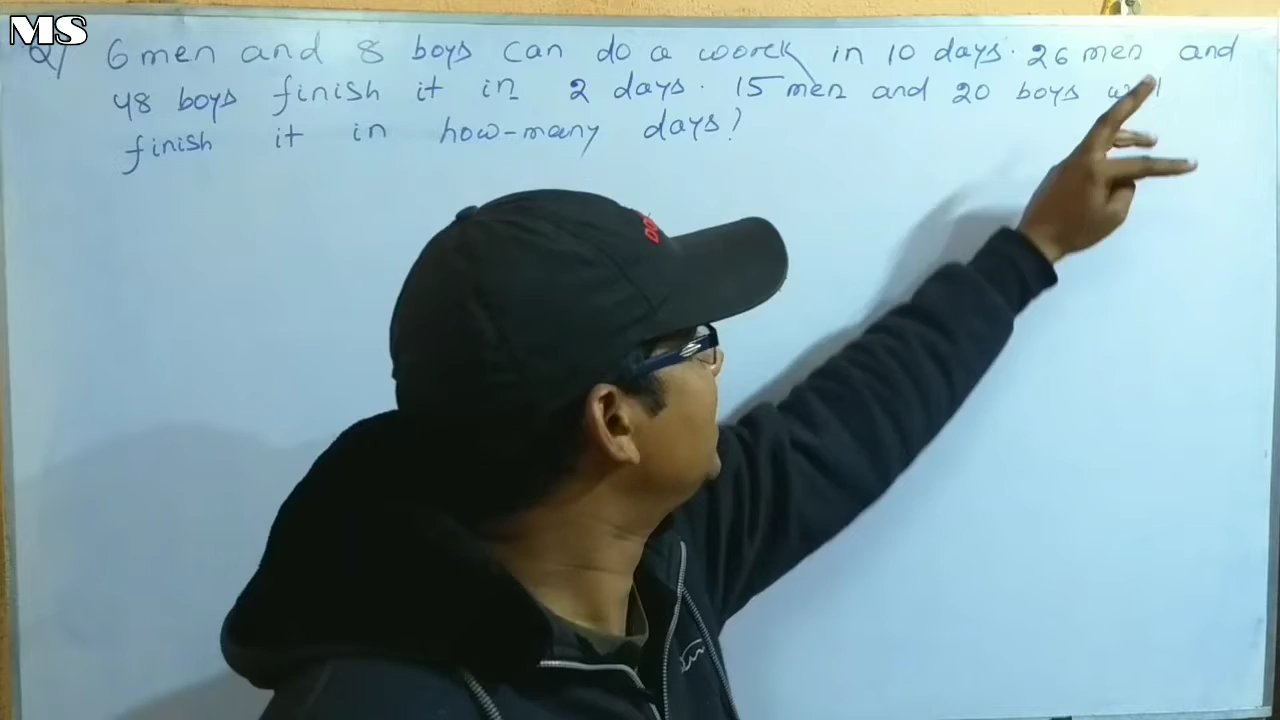 MS
Q) 6 men and 8 boys can do a work in 10 days. 26 men and
48 boys finish it in 2 days. 15 men and 20 boys will
finish it in how-many days?